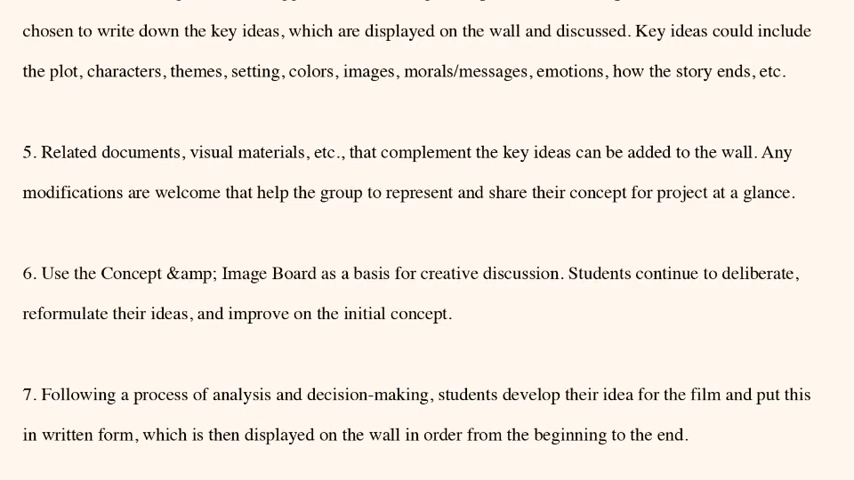 chosen to write down the key ideas, which are displayed on the wall and discussed. Key ideas could include
the plot, characters, themes, setting, colors, images, morals/messages, emotions, how the story ends, etc.
5. Related documents, visual materials, etc., that complement the key ideas can be added to the wall. Any
modifications are welcome that help the group to represent and share their concept for project at a glance.
6. Use the Concept &amp; Image Board as a basis for creative discussion. Students continue to deliberate,
reformulate their ideas, and improve on the initial concept.
7. Following a process of analysis and decision-making, students develop their idea for the film and put this
in written form, which is then displayed on the wall in order from the beginning to the end.